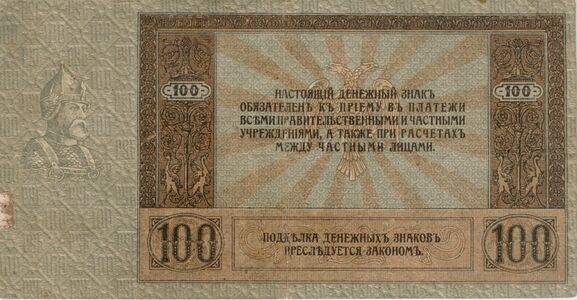 НАСТОЯЩІЙ ДЕНЕЖНЫЙ ЗНАКЪ
ОБЯЗАТЕЛЕНЪ КЪ ПРІЕМУ ВЪ ПЛАТЕЖИ
ВСѢМИ ПРАВИТЕЛЬСТВЕННЫМИ И ЧАСТНЫМИ
УЧРЕЖДЕНІЯМИ, А ТАКЖЕ ПРИ РАСЧЕТАХЪ
МЕЖДУ ЧАСТНЫМИ ЛИЦАМИ.
100
100
100
ПОДДѢЛКА ДЕНЕЖНЫХЪ ЗНАКОВЪ
ПРЕСЛѢДУЕТСЯ ЗАКОНОМЪ.
100